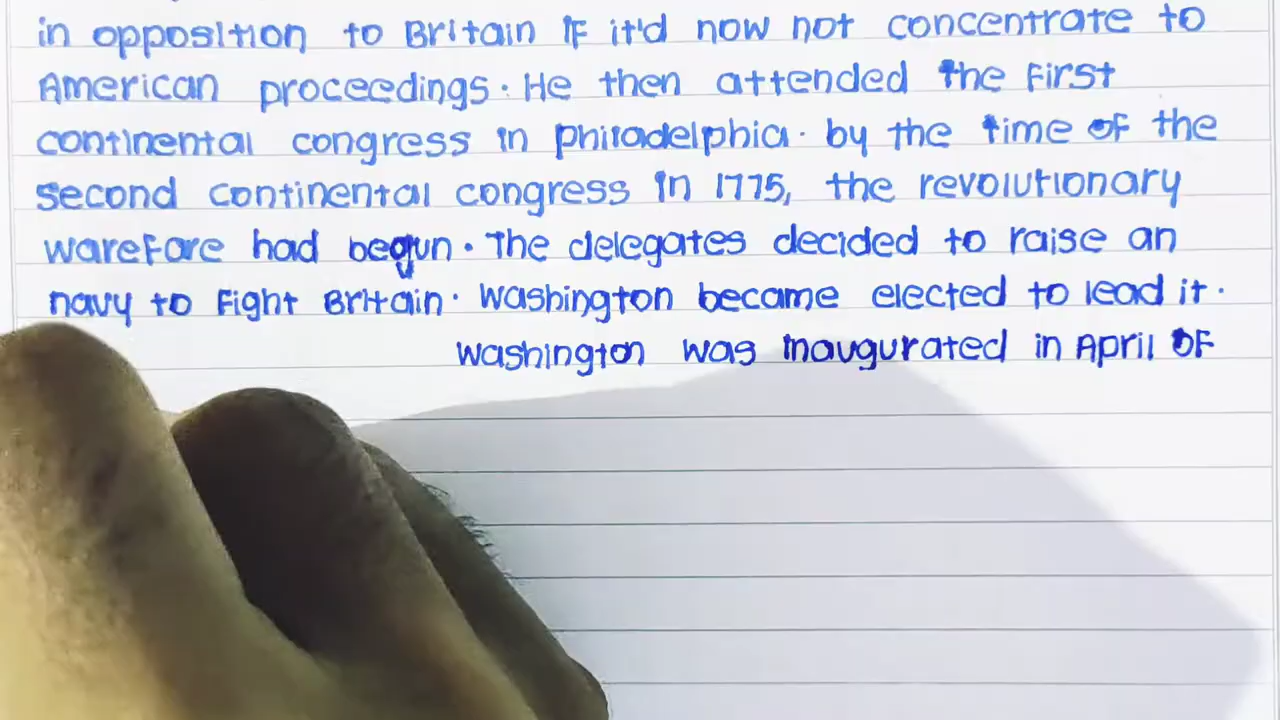 in opposition to Britain if it'd now not concentrate to
American proceedings. He then attended the first
continental congress in philadelphia. by the time of the
second continental congress in 1775, the revolutionary
warefare had begun. The delegates decided to raise an
navy to fight Britain. Washington became elected to lead it.
Washington was inaugurated in April of